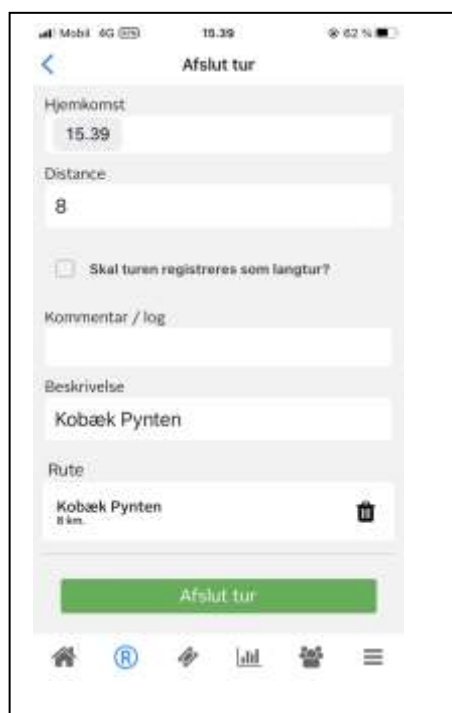 Mobil 4G VPN 15.39 62 %
Afslut tur
Hjemkomst
15.39
Distance
8
Skal turen registreres som langtur?
Kommentar / log
Beskrivelse
Kobæk Pynten
Rute
Kobæk Pynten
8 km.
Afslut tur
R